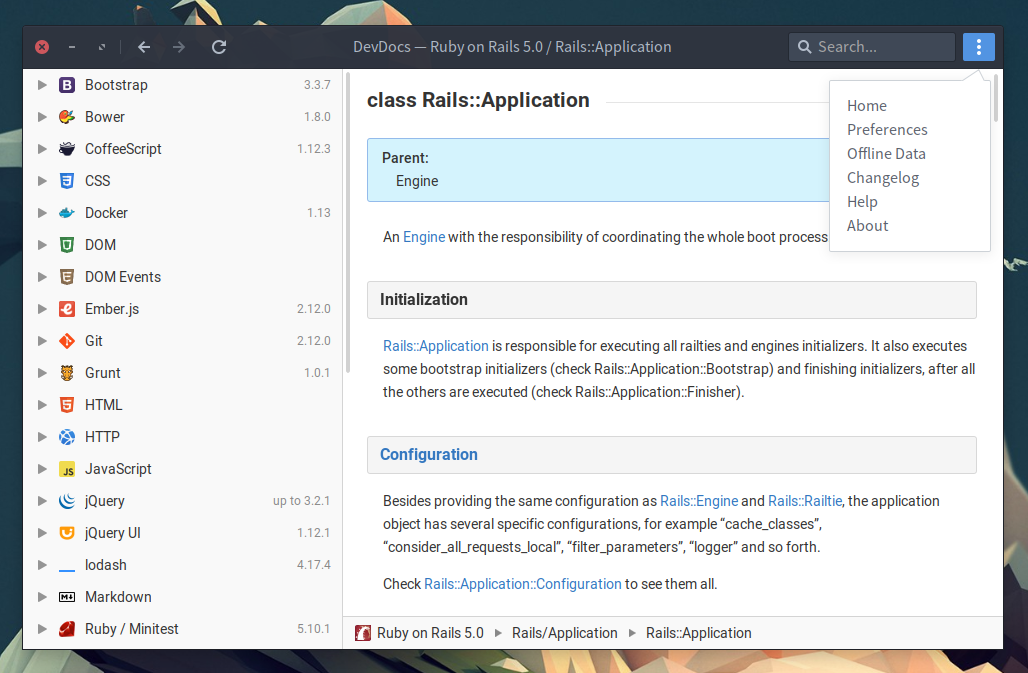 DevDocs — Ruby on Rails 5.0 / Rails::Application
Search...
Home
Preferences
Offline Data
Changelog
Help
About
Bootstrap 3.3.7
Bower 1.8.0
CoffeeScript 1.12.3
CSS
Docker 1.13
DOM
DOM Events
Ember.js 2.12.0
Git 2.12.0
Grunt 1.0.1
HTML
HTTP
JavaScript
jQuery up to 3.2.1
jQuery UI 1.12.1
lodash 4.17.4
Markdown
Ruby / Minitest 5.10.1
class Rails::Application
Parent:
Engine
An Engine with the responsibility of coordinating the whole boot process
Initialization
Rails::Application is responsible for executing all railties and engines initializers. It also executes
some bootstrap initializers (check Rails::Application::Bootstrap) and finishing initializers, after all
the others are executed (check Rails::Application::Finisher).
Configuration
Besides providing the same configuration as Rails::Engine and Rails::Railtie, the application
object has several specific configurations, for example “cache_classes”,
“consider_all_requests_local”, “filter_parameters”, “logger” and so forth.
Check Rails::Application::Configuration to see them all.
Ruby on Rails 5.0 Rails/Application Rails::Application